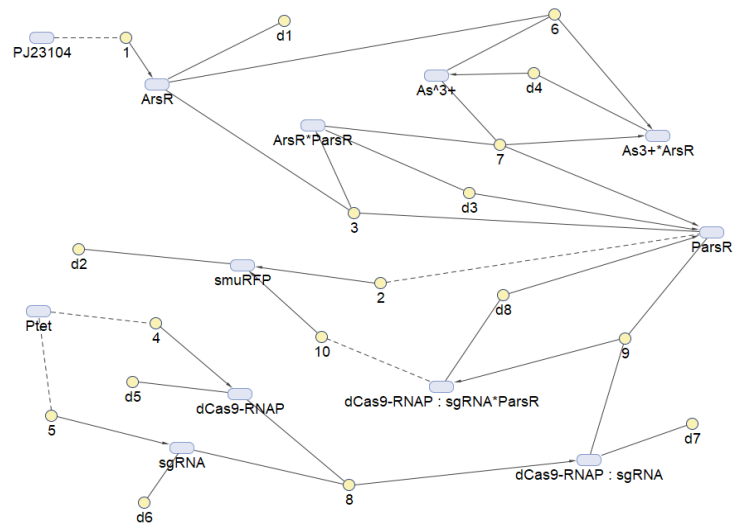 d1
6
PJ23104
1
ArsR
As^3+
d4
ArsR*ParsR
7
As3+*ArsR
d3
3
ParsR
d2
smuRFP
2
d8
Ptet
4
10
9
d5
dCas9-RNAP
dCas9-RNAP : sgRNA*ParsR
5
d7
sgRNA
8
dCas9-RNAP : sgRNA
d6